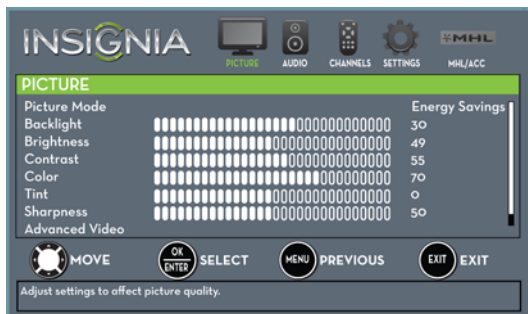 INSIGNIA
PICTURE AUDIO CHANNELS SETTINGS MHL MHL/ACC
PICTURE
Picture Mode Energy Savings
Backlight 30
Brightness 49
Contrast 55
Color 70
Tint 0
Sharpness 50
Advanced Video
MOVE OK ENTER SELECT MENU PREVIOUS EXIT EXIT
Adjust settings to affect picture quality.